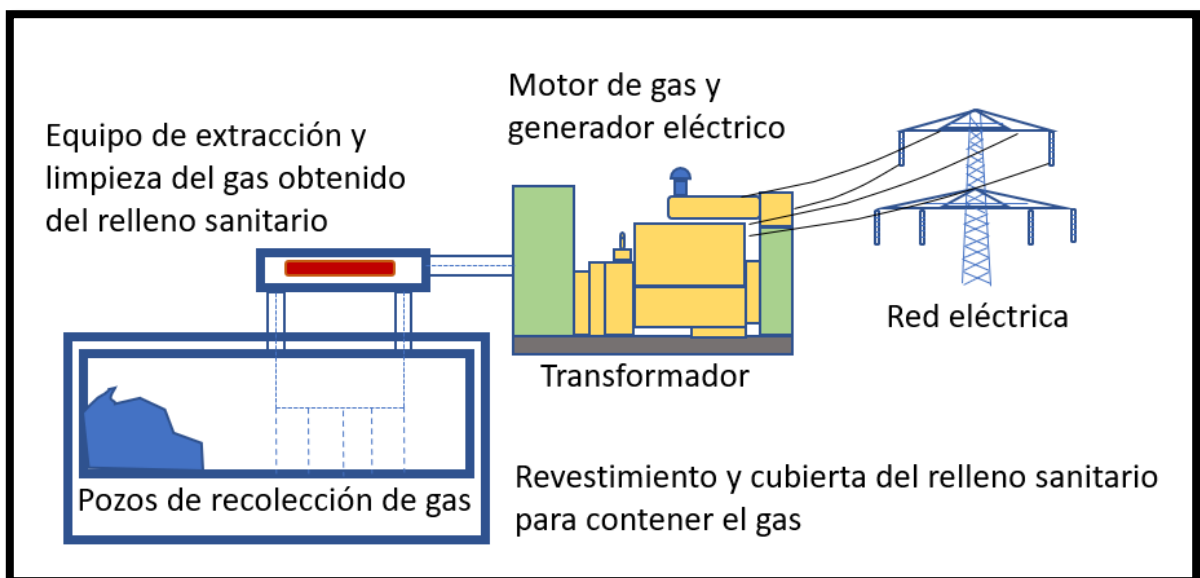 Equipo de extracción y
limpieza del gas obtenido
del relleno sanitario
Motor de gas y
generador eléctrico
Red eléctrica
Transformador
Pozos de recolección de gas
Revestimiento y cubierta del relleno sanitario
para contener el gas